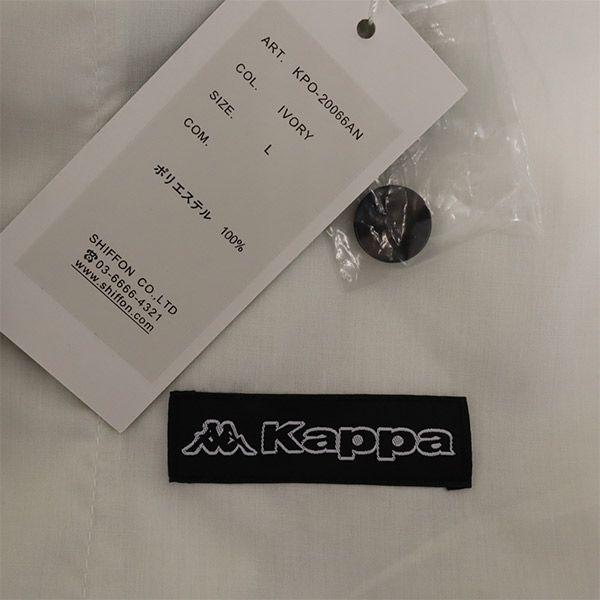 ART. KPO-20066AN
COL. IVORY
SIZE. L
COM.
ポリエステル 100%
SHIFFON CO.,LTD
☎03-6666-4321
www.shiffon.com
Kappa